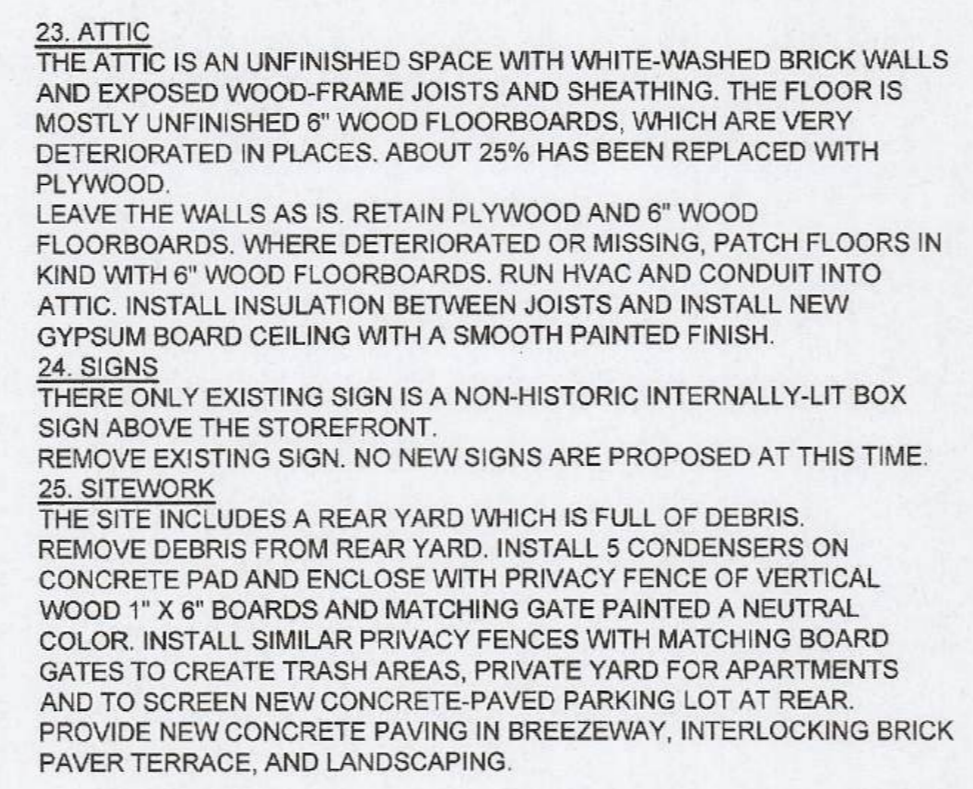 23. ATTIC
THE ATTIC IS AN UNFINISHED SPACE WITH WHITE-WASHED BRICK WALLS
AND EXPOSED WOOD-FRAME JOISTS AND SHEATHING. THE FLOOR IS
MOSTLY UNFINISHED 6" WOOD FLOORBOARDS, WHICH ARE VERY
DETERIORATED IN PLACES. ABOUT 25% HAS BEEN REPLACED WITH
PLYWOOD.
LEAVE THE WALLS AS IS. RETAIN PLYWOOD AND 6" WOOD
FLOORBOARDS. WHERE DETERIORATED OR MISSING, PATCH FLOORS IN
KIND WITH 6" WOOD FLOORBOARDS. RUN HVAC AND CONDUIT INTO
ATTIC. INSTALL INSULATION BETWEEN JOISTS AND INSTALL NEW
GYPSUM BOARD CEILING WITH A SMOOTH PAINTED FINISH.
24. SIGNS
THERE ONLY EXISTING SIGN IS A NON-HISTORIC INTERNALLY-LIT BOX
SIGN ABOVE THE STOREFRONT.
REMOVE EXISTING SIGN. NO NEW SIGNS ARE PROPOSED AT THIS TIME.
25. SITEWORK
THE SITE INCLUDES A REAR YARD WHICH IS FULL OF DEBRIS.
REMOVE DEBRIS FROM REAR YARD. INSTALL 5 CONDENSERS ON
CONCRETE PAD AND ENCLOSE WITH PRIVACY FENCE OF VERTICAL
WOOD 1" X 6" BOARDS AND MATCHING GATE PAINTED A NEUTRAL
COLOR. INSTALL SIMILAR PRIVACY FENCES WITH MATCHING BOARD
GATES TO CREATE TRASH AREAS, PRIVATE YARD FOR APARTMENTS
AND TO SCREEN NEW CONCRETE-PAVED PARKING LOT AT REAR.
PROVIDE NEW CONCRETE PAVING IN BREEZEWAY, INTERLOCKING BRICK
PAVER TERRACE, AND LANDSCAPING.